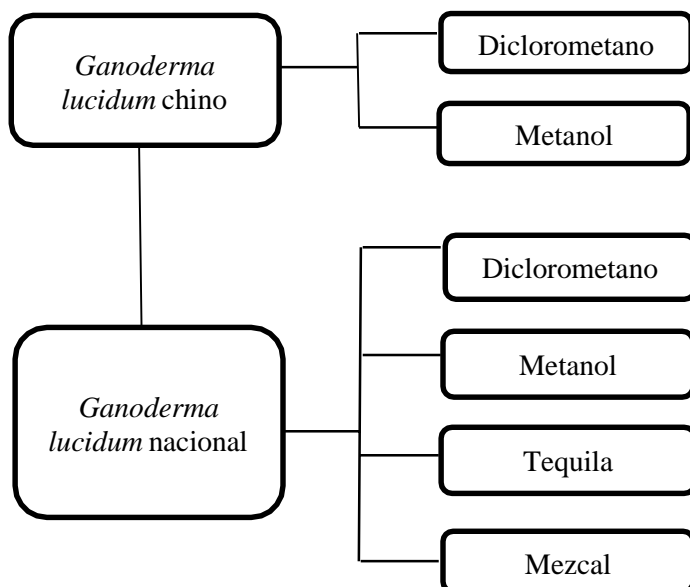 Ganoderma
lucidum chino
Diclorometano
Metanol
Ganoderma
lucidum nacional
Diclorometano
Metanol
Tequila
Mezcal